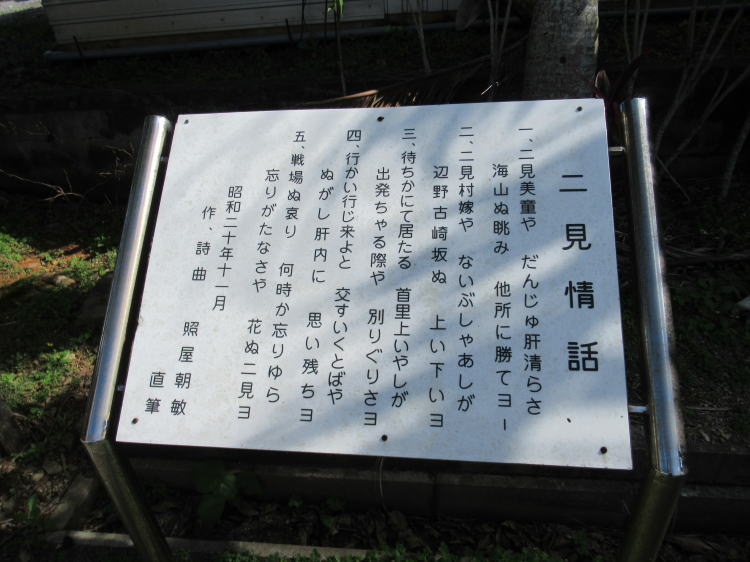 二見情話
一、二見美童や　だんじゅ肝清らさ
海山ぬ眺み　他所に勝てヨー
二、二見村嫁や　ないぶしゃあしが
辺野古崎坂ぬ　上い下いヨ
三、待ちかにて居たる　首里上いやしが
出発ちゃる際や　別りぐりさヨ
四、行かい行じ来よと　交すいくとばや
ぬがし肝内に　思い残ちヨ
五、戦場ぬ哀り　何時か忘りゆら
忘りがたなさや　花ぬ二見ヨ
昭和二十年十一月
作、詩曲　照屋朝敏
直筆